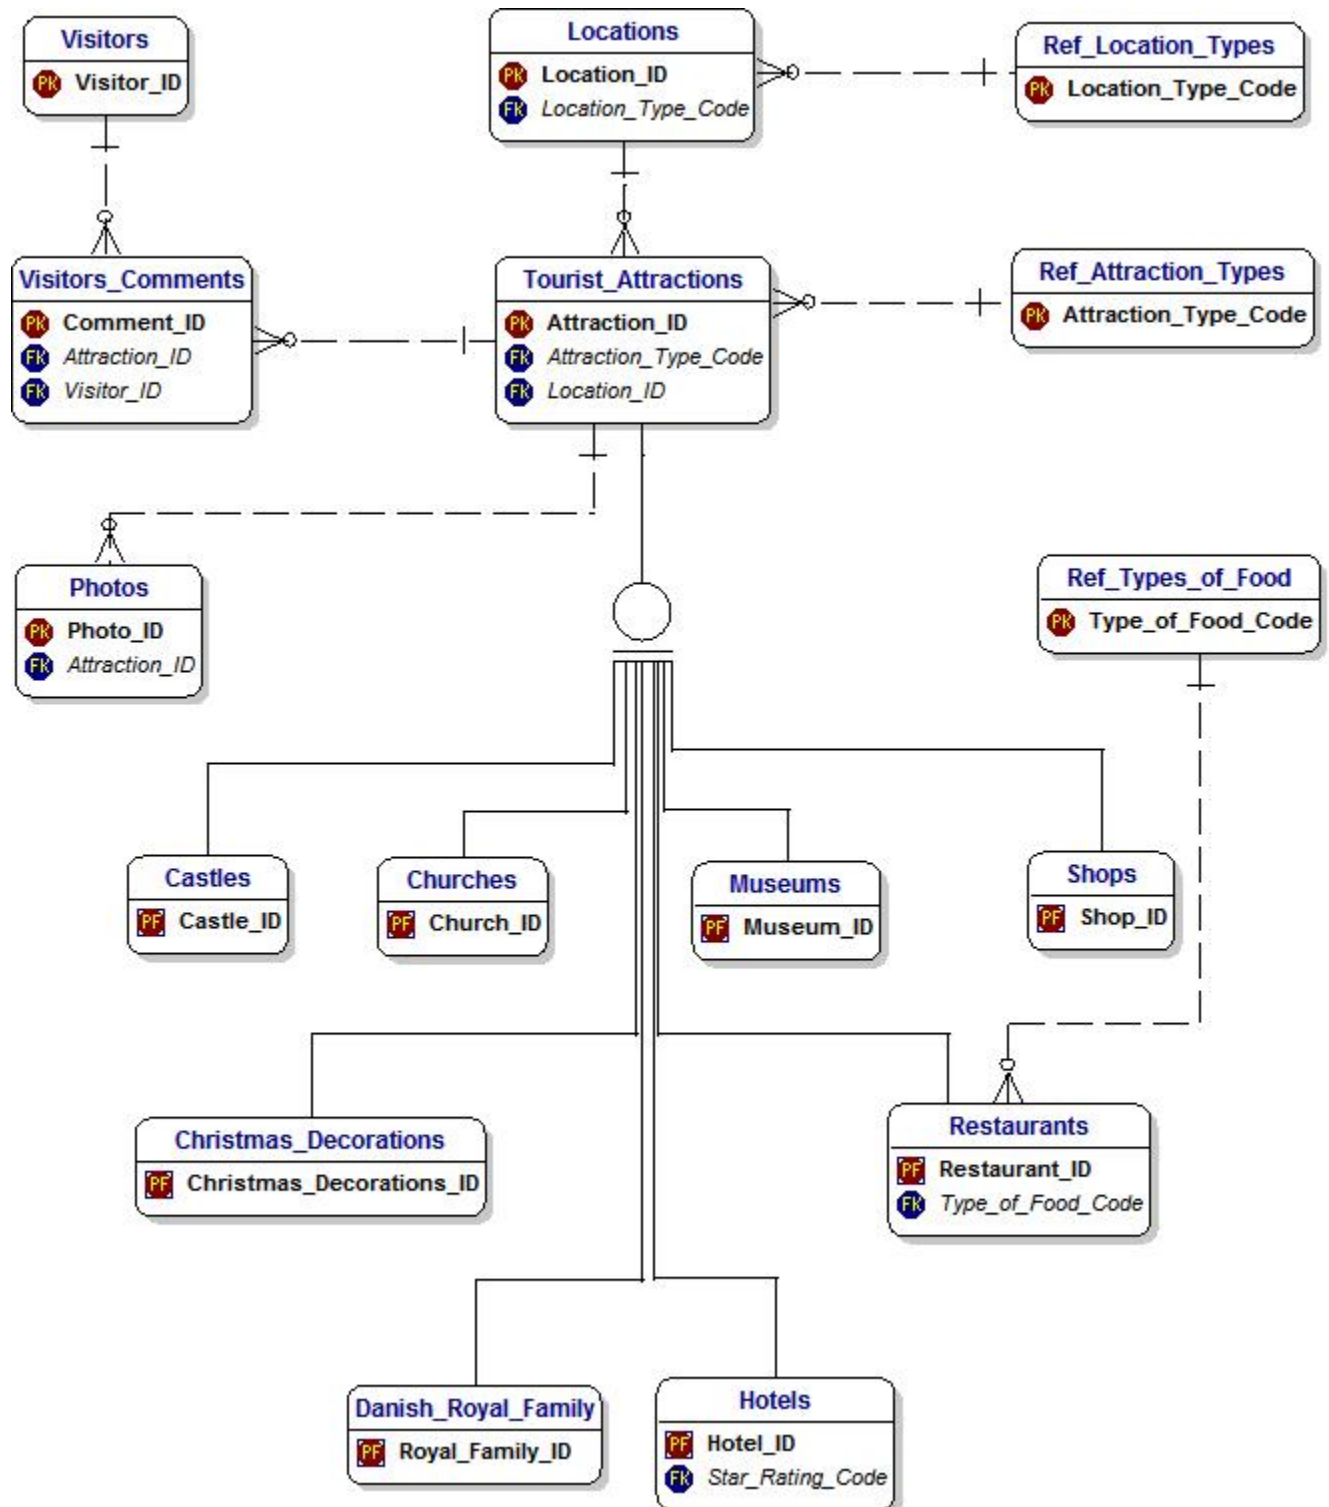 Visitors
PK Visitor_ID
Locations
PK Location_ID
FK Location_Type_Code
Ref_Location_Types
PK Location_Type_Code
Visitors_Comments
PK Comment_ID
FK Attraction_ID
FK Visitor_ID
Tourist_Attractions
PK Attraction_ID
FK Attraction_Type_Code
FK Location_ID
Ref_Attraction_Types
PK Attraction_Type_Code
Photos
PK Photo_ID
FK Attraction_ID
Ref_Types_of_Food
PK Type_of_Food_Code
Castles
PF Castle_ID
Churches
PF Church_ID
Museums
PF Museum_ID
Shops
PF Shop_ID
Christmas_Decorations
PF Christmas_Decorations_ID
Restaurants
PF Restaurant_ID
FK Type_of_Food_Code
Danish_Royal_Family
PF Royal_Family_ID
Hotels
PF Hotel_ID
FK Star_Rating_Code